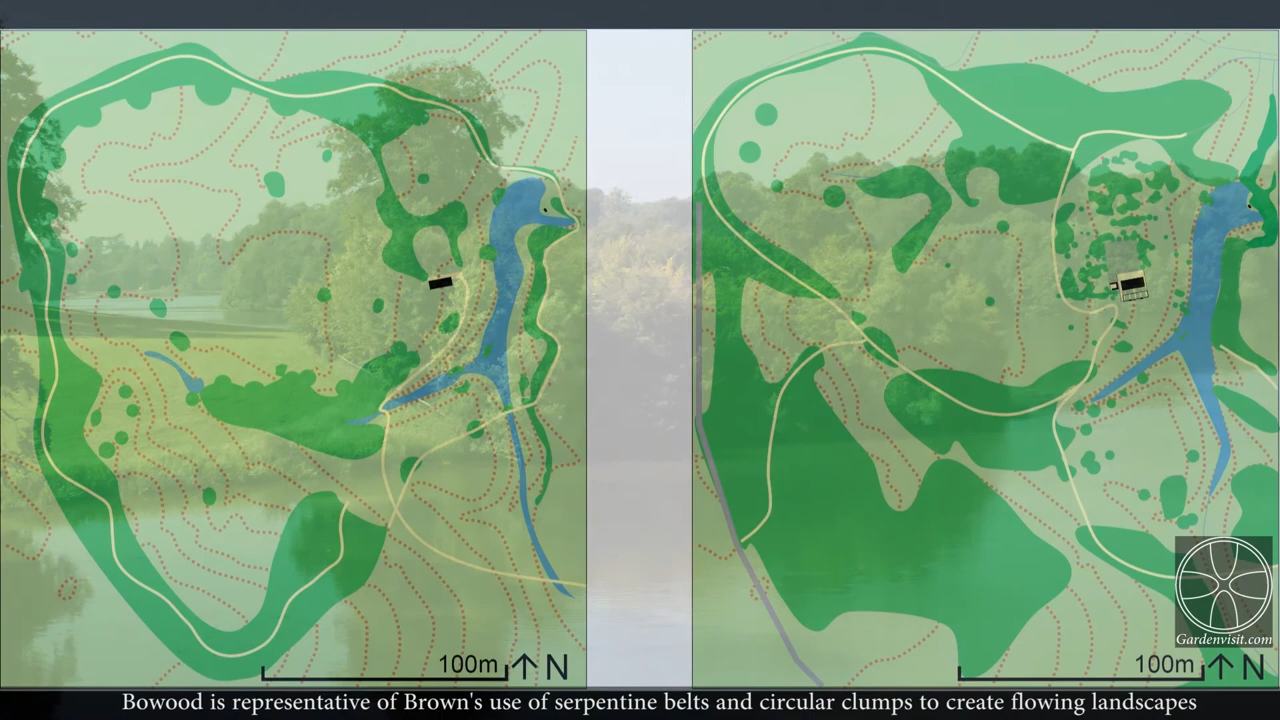 100m ↑ N
100m ↑ N
Gardenvisit.com
Bowood is representative of Brown's use of serpentine belts and circular clumps to create flowing landscapes